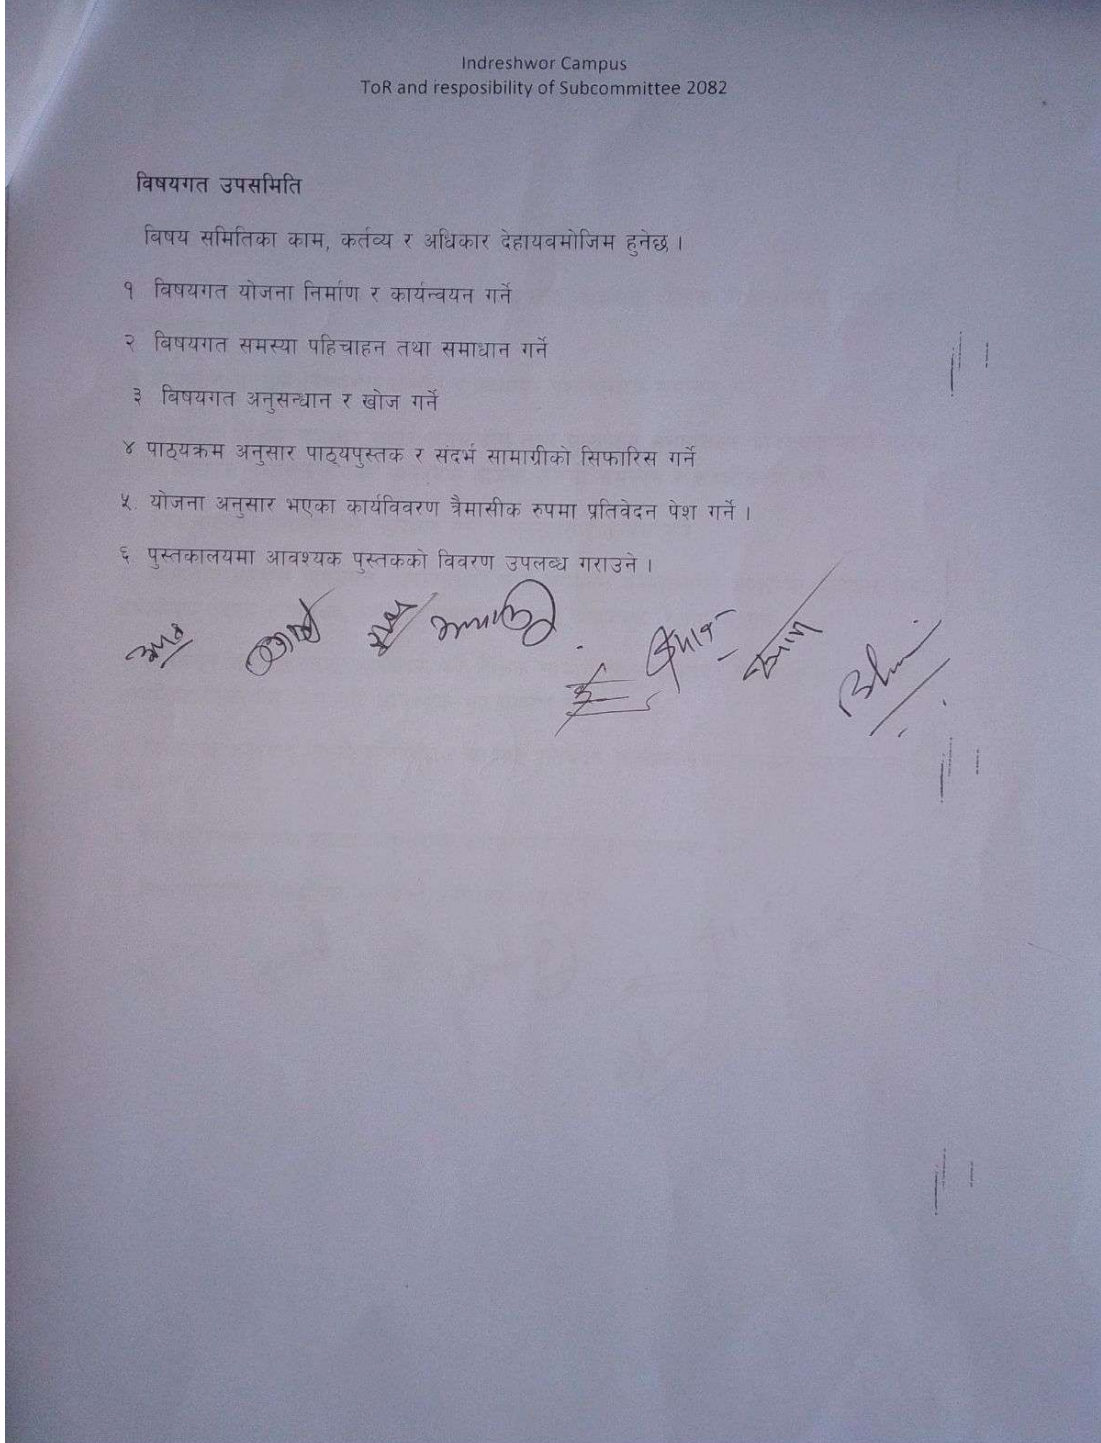 Indreshwor Campus
ToR and resposibility of Subcommittee 2082
विषयगत उपसमिति
बिषय समितिका काम, कर्तव्य र अधिकार देहायबमोजिम हुनेछ ।
१ विषयगत योजना निर्माण र कार्यन्वयन गर्ने
२ विषयगत समस्या पहिचाहन तथा समाधान गर्ने
३ बिषयगत अनुसन्धान र खोज गर्ने
४ पाठ्यक्रम अनुसार पाठ्यपुस्तक र संदर्भ सामाग्रीको सिफारिस गर्ने
५. योजना अनुसार भएका कार्यविवरण त्रैमासीक रुपमा प्रतिवेदन पेश गर्ने ।
६ पुस्तकालयमा आवश्यक पुस्तकको विवरण उपलब्ध गराउने ।